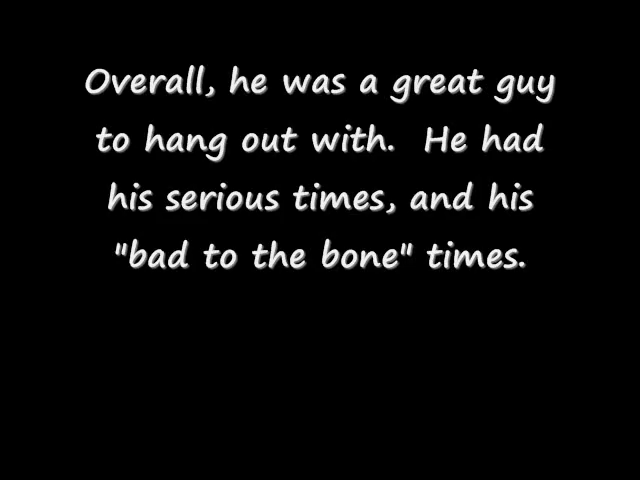 Overall, he was a great guy
to hang out with.  He had
his serious times, and his
"bad to the bone" times.